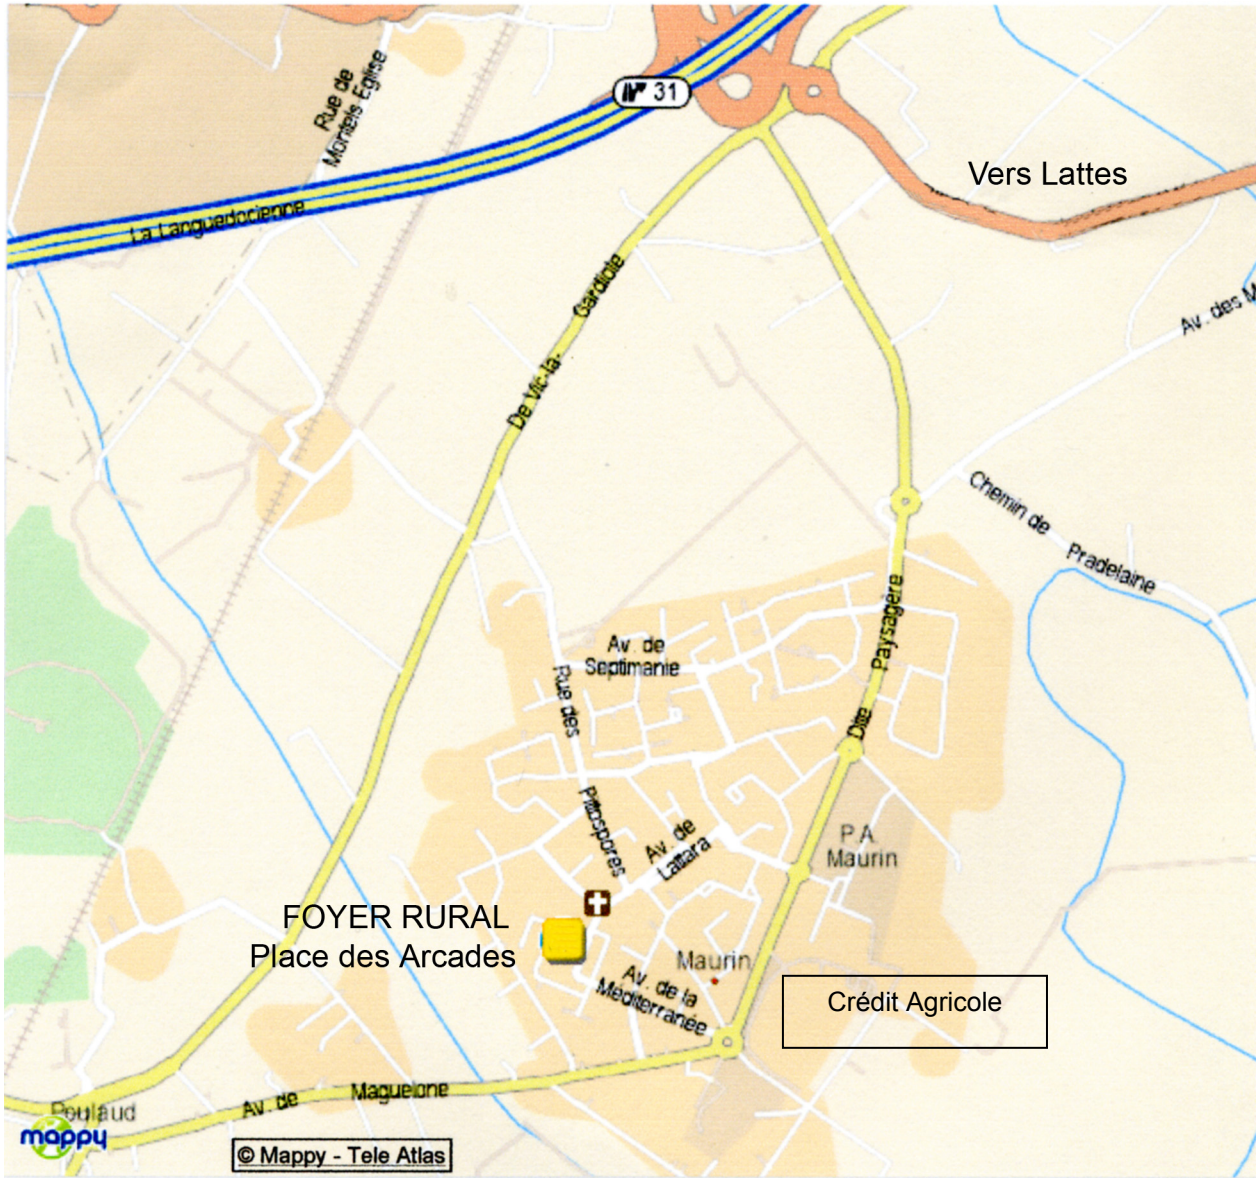 Rue de
Montels Eglise
31
La Languedocienne
Vers Lattes
Av. des M
De Vic-la-
Gardiole
Chemin de
Pradelaine
Av. de
Septimanie
Rue des
Pittospores
Dite
Paysagère
Av. de
Lattara
P.A.
Maurin
FOYER RURAL
Place des Arcades
Maurin
Av. de la
Méditerranée
Crédit Agricole
Av. de
Maguelone
Poulaud
mappy
© Mappy - Tele Atlas